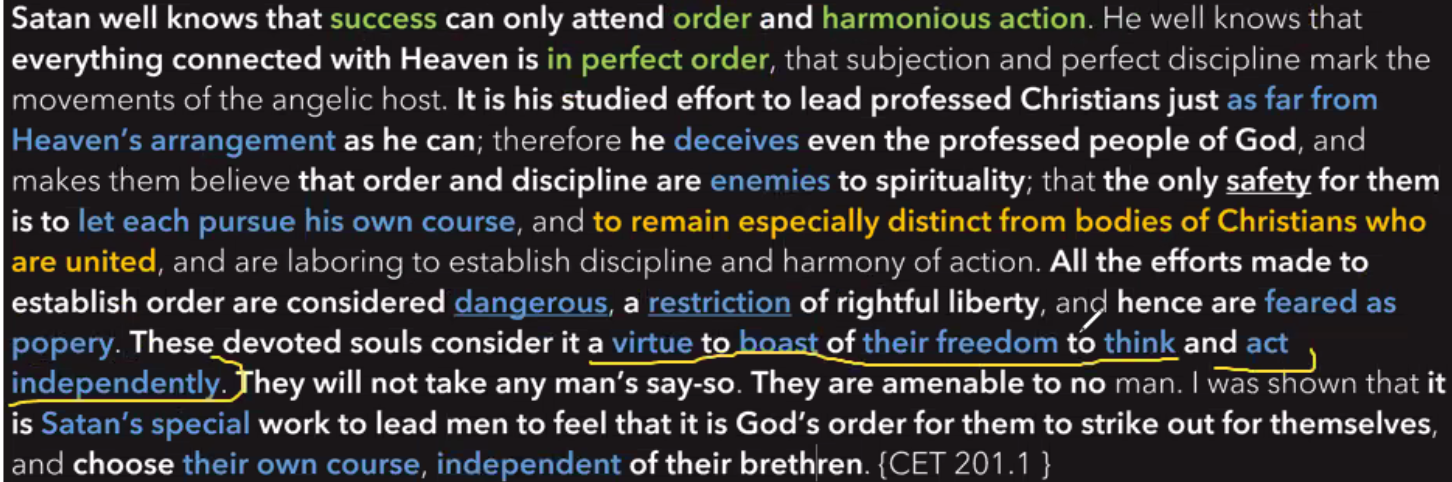 Satan well knows that success can only attend order and harmonious action. He well knows that
everything connected with Heaven is in perfect order, that subjection and perfect discipline mark the
movements of the angelic host. It is his studied effort to lead professed Christians just as far from
Heaven’s arrangement as he can; therefore he deceives even the professed people of God, and
makes them believe that order and discipline are enemies to spirituality; that the only safety for them
is to let each pursue his own course, and to remain especially distinct from bodies of Christians who
are united, and are laboring to establish discipline and harmony of action. All the efforts made to
establish order are considered dangerous, a restriction of rightful liberty, and hence are feared as
popery. These devoted souls consider it a virtue to boast of their freedom to think and act
independently. They will not take any man’s say-so. They are amenable to no man. I was shown that it
is Satan’s special work to lead men to feel that it is God’s order for them to strike out for themselves,
and choose their own course, independent of their brethren. {CET 201.1 }